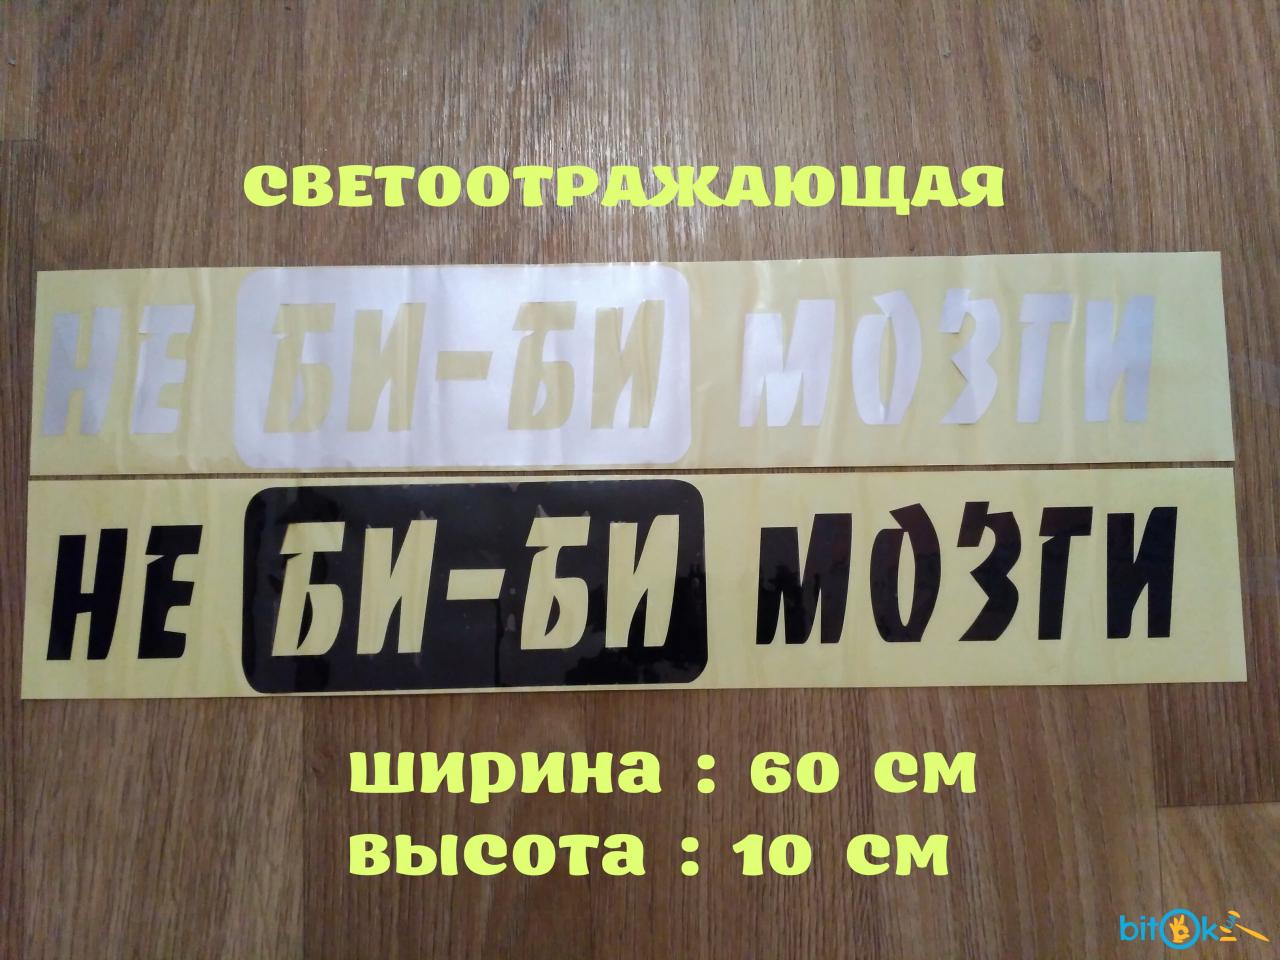 СВЕТООТРАЖАЮЩАЯ
НЕ БИ-БИ МОЗГИ
НЕ БИ-БИ МОЗГИ
ширина : 60 см
высота : 10 см
bitOk